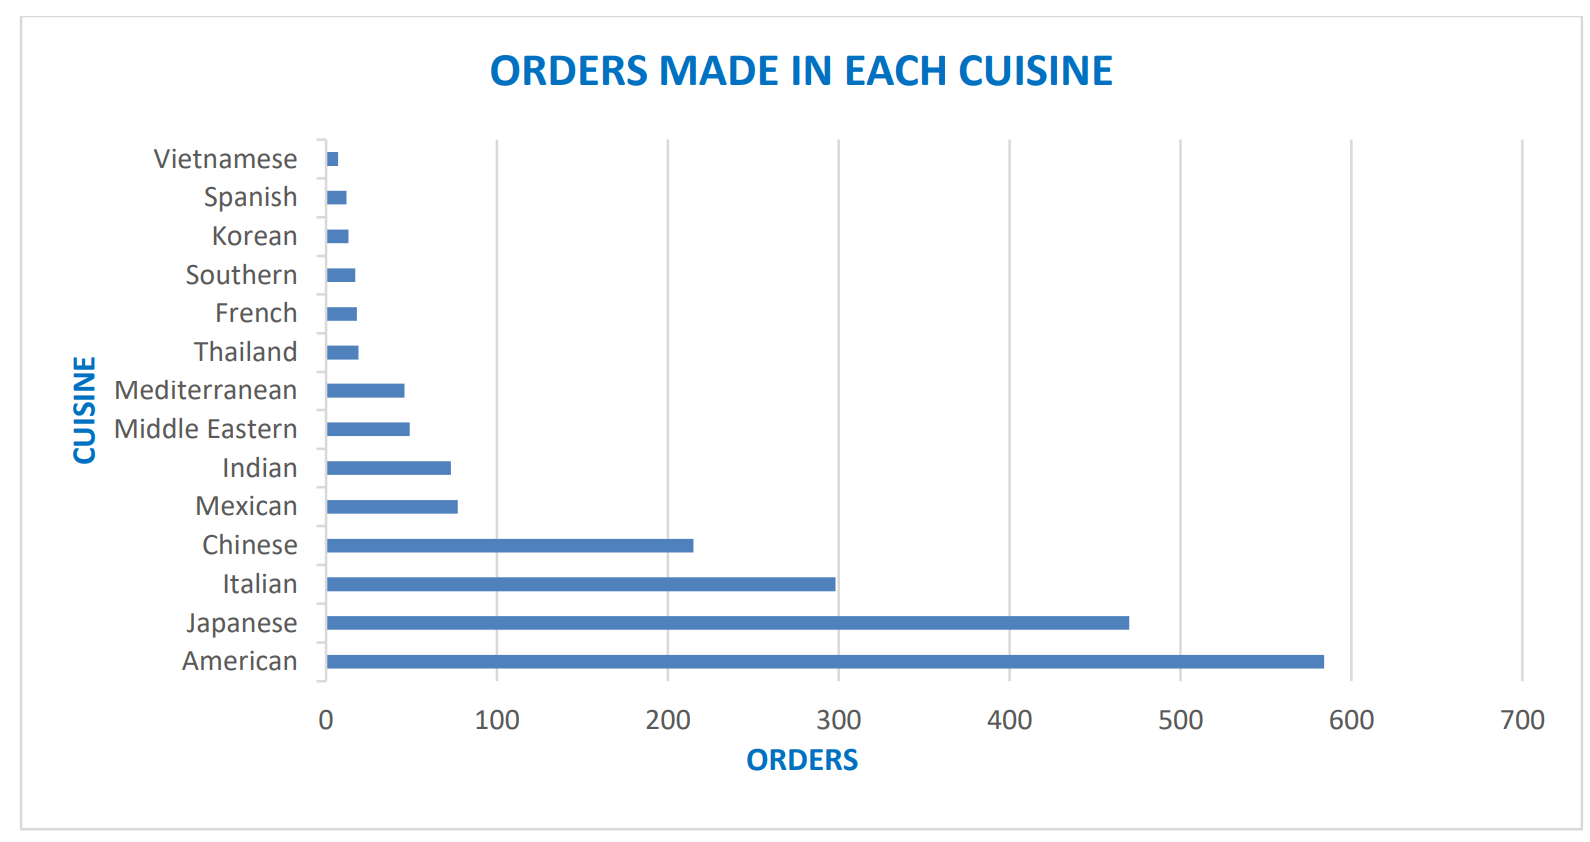 ORDERS MADE IN EACH CUISINE
Vietnamese
Spanish
Korean
Southern
French
Thailand
Mediterranean
Middle Eastern
Indian
Mexican
Chinese
Italian
Japanese
American
CUISINE
0 100 200 300 400 500 600 700
ORDERS